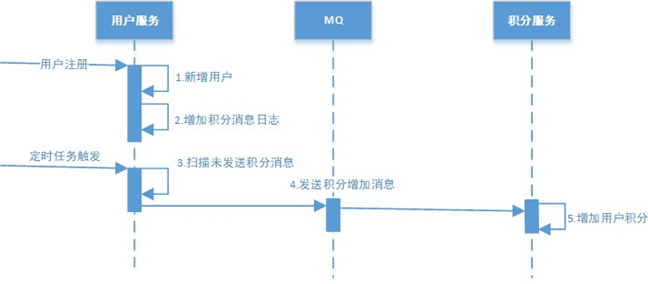 用户服务
MQ
积分服务
用户注册
1.新增用户
2.增加积分消息日志
定时任务触发
3.扫描未发送积分消息
4.发送积分增加消息
5.增加用户积分